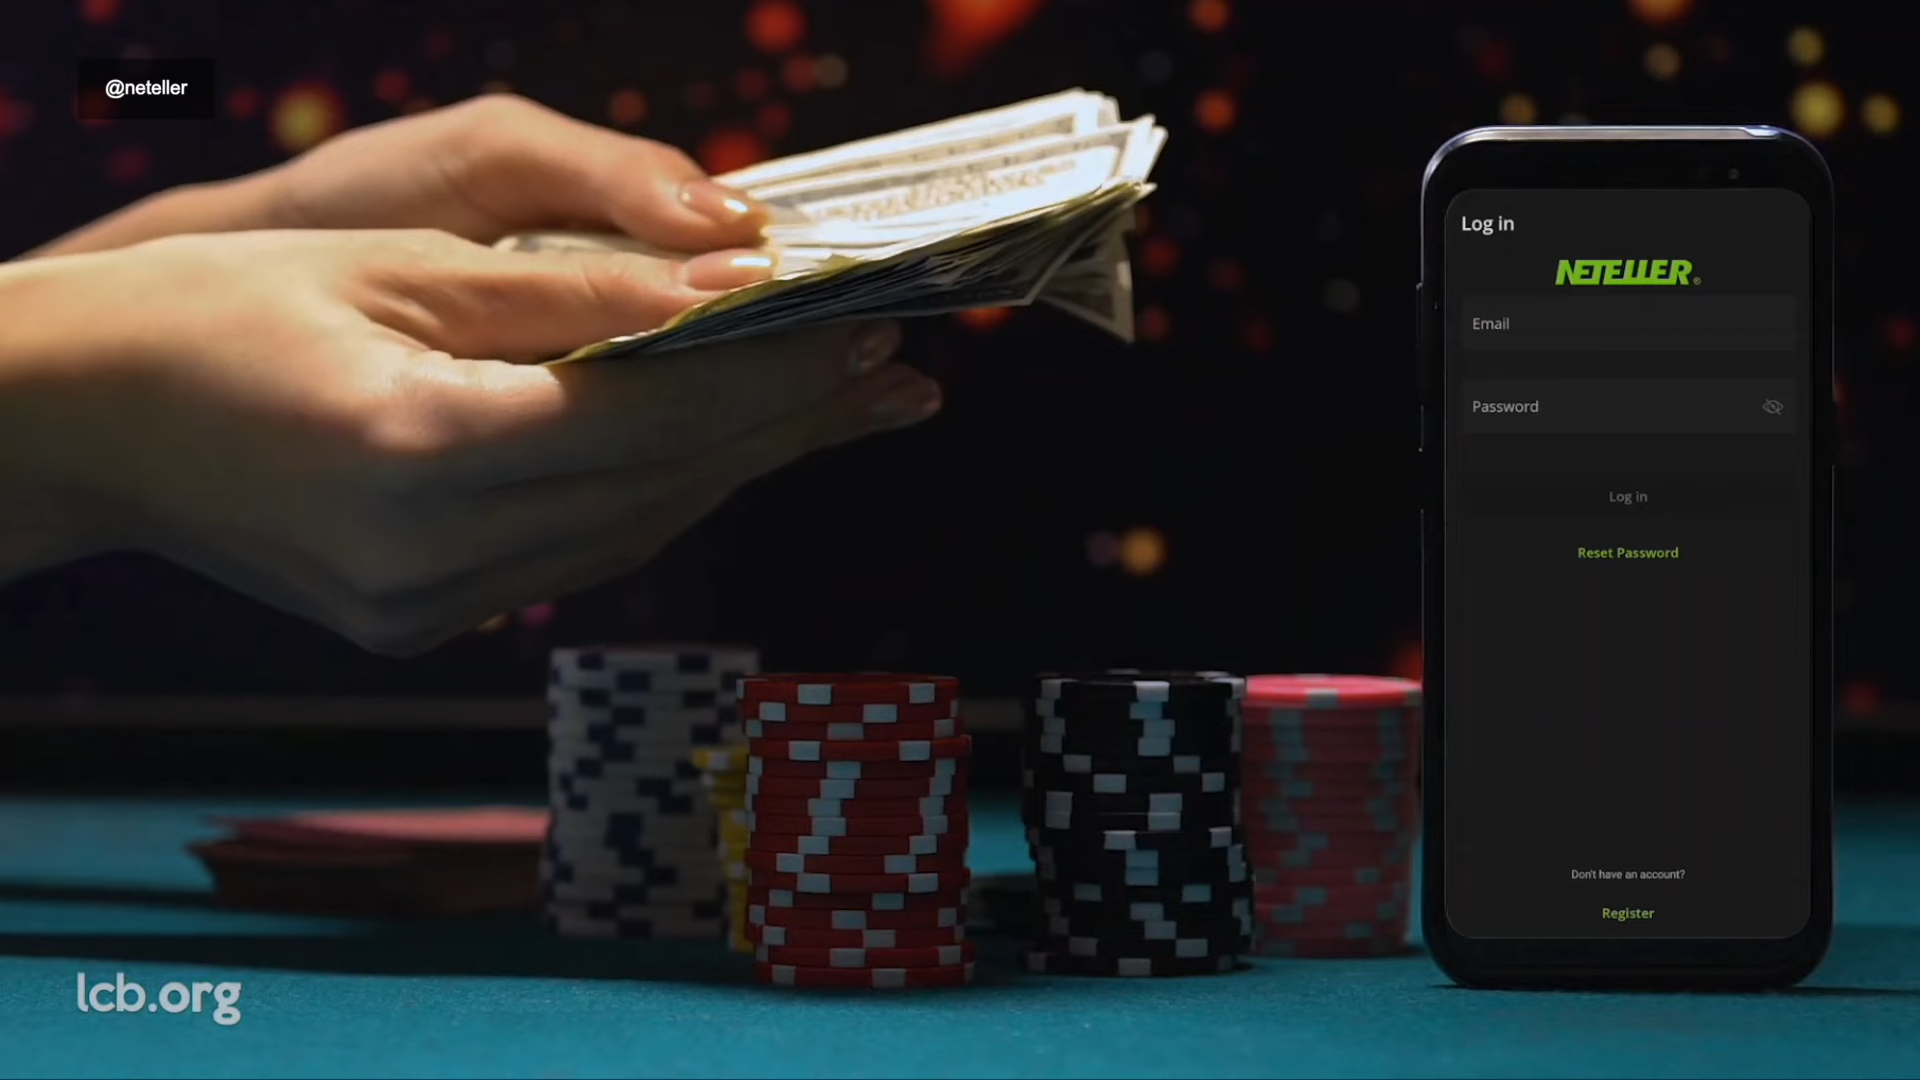 @neteller
Log in
NETELLER®
Email
Password
Log in
Reset Password
Don't have an account?
Register
lcb.org